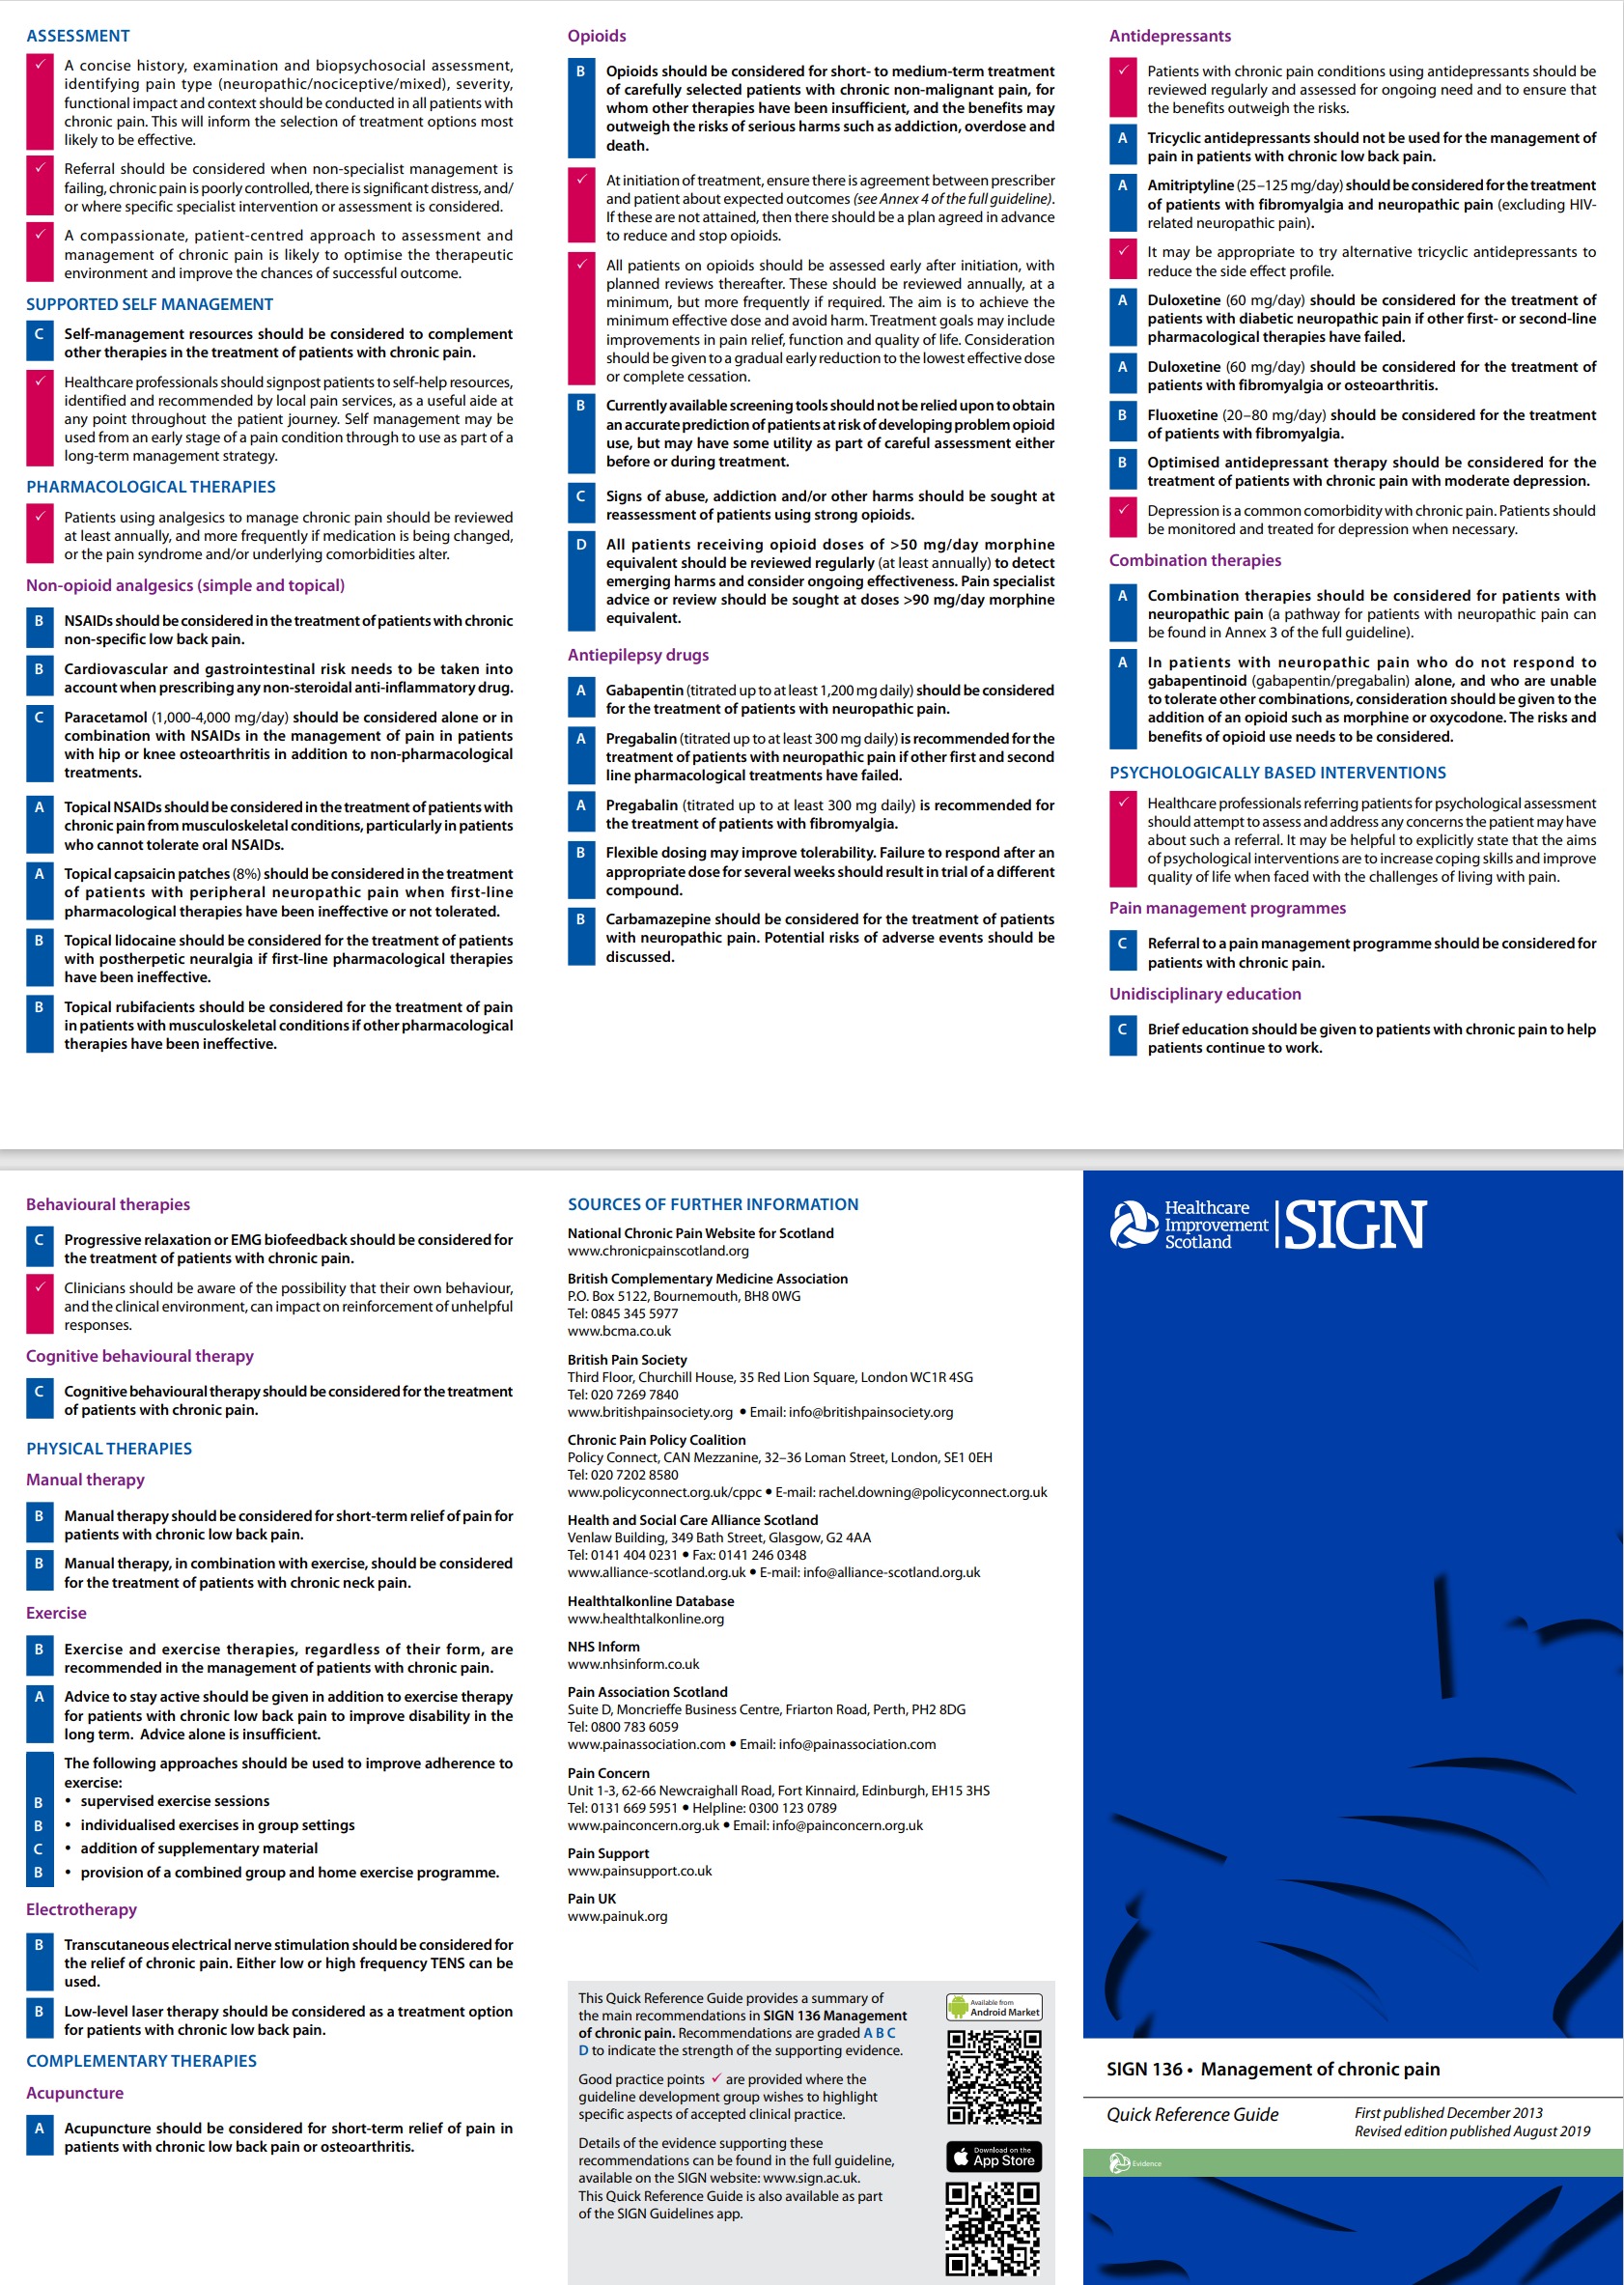 ASSESSMENT
✓ A concise history, examination and biopsychosocial assessment,
identifying pain type (neuropathic/nociceptive/mixed), severity,
functional impact and context should be conducted in all patients with
chronic pain. This will inform the selection of treatment options most
likely to be effective.
✓ Referral should be considered when non-specialist management is
failing, chronic pain is poorly controlled, there is significant distress, and/
or where specific specialist intervention or assessment is considered.
✓ A compassionate, patient-centred approach to assessment and
management of chronic pain is likely to optimise the therapeutic
environment and improve the chances of successful outcome.
SUPPORTED SELF MANAGEMENT
C Self-management resources should be considered to complement
other therapies in the treatment of patients with chronic pain.
✓ Healthcare professionals should signpost patients to self-help resources,
identified and recommended by local pain services, as a useful aide at
any point throughout the patient journey. Self management may be
used from an early stage of a pain condition through to use as part of a
long-term management strategy.
PHARMACOLOGICAL THERAPIES
✓ Patients using analgesics to manage chronic pain should be reviewed
at least annually, and more frequently if medication is being changed,
or the pain syndrome and/or underlying comorbidities alter.
Non-opioid analgesics (simple and topical)
B NSAIDs should be considered in the treatment of patients with chronic
non-specific low back pain.
B Cardiovascular and gastrointestinal risk needs to be taken into
account when prescribing any non-steroidal anti-inflammatory drug.
C Paracetamol (1,000-4,000 mg/day) should be considered alone or in
combination with NSAIDs in the management of pain in patients
with hip or knee osteoarthritis in addition to non-pharmacological
treatments.
A Topical NSAIDs should be considered in the treatment of patients with
chronic pain from musculoskeletal conditions, particularly in patients
who cannot tolerate oral NSAIDs.
A Topical capsaicin patches (8%) should be considered in the treatment
of patients with peripheral neuropathic pain when first-line
pharmacological therapies have been ineffective or not tolerated.
B Topical lidocaine should be considered for the treatment of patients
with postherpetic neuralgia if first-line pharmacological therapies
have been ineffective.
B Topical rubifacients should be considered for the treatment of pain
in patients with musculoskeletal conditions if other pharmacological
therapies have been ineffective.
Opioids
B Opioids should be considered for short- to medium-term treatment
of carefully selected patients with chronic non-malignant pain, for
whom other therapies have been insufficient, and the benefits may
outweigh the risks of serious harms such as addiction, overdose and
death.
✓ At initiation of treatment, ensure there is agreement between prescriber
and patient about expected outcomes (see Annex 4 of the full guideline).
If these are not attained, then there should be a plan agreed in advance
to reduce and stop opioids.
✓ All patients on opioids should be assessed early after initiation, with
planned reviews thereafter. These should be reviewed annually, at a
minimum, but more frequently if required. The aim is to achieve the
minimum effective dose and avoid harm. Treatment goals may include
improvements in pain relief, function and quality of life. Consideration
should be given to a gradual early reduction to the lowest effective dose
or complete cessation.
B Currently available screening tools should not be relied upon to obtain
an accurate prediction of patients at risk of developing problem opioid
use, but may have some utility as part of careful assessment either
before or during treatment.
C Signs of abuse, addiction and/or other harms should be sought at
reassessment of patients using strong opioids.
D All patients receiving opioid doses of >50 mg/day morphine
equivalent should be reviewed regularly (at least annually) to detect
emerging harms and consider ongoing effectiveness. Pain specialist
advice or review should be sought at doses >90 mg/day morphine
equivalent.
Antiepilepsy drugs
A Gabapentin (titrated up to at least 1,200 mg daily) should be considered
for the treatment of patients with neuropathic pain.
A Pregabalin (titrated up to at least 300 mg daily) is recommended for the
treatment of patients with neuropathic pain if other first and second
line pharmacological treatments have failed.
A Pregabalin (titrated up to at least 300 mg daily) is recommended for
the treatment of patients with fibromyalgia.
B Flexible dosing may improve tolerability. Failure to respond after an
appropriate dose for several weeks should result in trial of a different
compound.
B Carbamazepine should be considered for the treatment of patients
with neuropathic pain. Potential risks of adverse events should be
discussed.
Antidepressants
✓ Patients with chronic pain conditions using antidepressants should be
reviewed regularly and assessed for ongoing need and to ensure that
the benefits outweigh the risks.
A Tricyclic antidepressants should not be used for the management of
pain in patients with chronic low back pain.
A Amitriptyline (25–125 mg/day) should be considered for the treatment
of patients with fibromyalgia and neuropathic pain (excluding HIV-
related neuropathic pain).
✓ It may be appropriate to try alternative tricyclic antidepressants to
reduce the side effect profile.
A Duloxetine (60 mg/day) should be considered for the treatment of
patients with diabetic neuropathic pain if other first- or second-line
pharmacological therapies have failed.
A Duloxetine (60 mg/day) should be considered for the treatment of
patients with fibromyalgia or osteoarthritis.
B Fluoxetine (20–80 mg/day) should be considered for the treatment
of patients with fibromyalgia.
B Optimised antidepressant therapy should be considered for the
treatment of patients with chronic pain with moderate depression.
✓ Depression is a common comorbidity with chronic pain. Patients should
be monitored and treated for depression when necessary.
Combination therapies
A Combination therapies should be considered for patients with
neuropathic pain (a pathway for patients with neuropathic pain can
be found in Annex 3 of the full guideline).
A In patients with neuropathic pain who do not respond to
gabapentinoid (gabapentin/pregabalin) alone, and who are unable
to tolerate other combinations, consideration should be given to the
addition of an opioid such as morphine or oxycodone. The risks and
benefits of opioid use needs to be considered.
PSYCHOLOGICALLY BASED INTERVENTIONS
✓ Healthcare professionals referring patients for psychological assessment
should attempt to assess and address any concerns the patient may have
about such a referral. It may be helpful to explicitly state that the aims
of psychological interventions are to increase coping skills and improve
quality of life when faced with the challenges of living with pain.
Pain management programmes
C Referral to a pain management programme should be considered for
patients with chronic pain.
Unidisciplinary education
C Brief education should be given to patients with chronic pain to help
patients continue to work.
Behavioural therapies
C Progressive relaxation or EMG biofeedback should be considered for
the treatment of patients with chronic pain.
✓ Clinicians should be aware of the possibility that their own behaviour,
and the clinical environment, can impact on reinforcement of unhelpful
responses.
Cognitive behavioural therapy
C Cognitive behavioural therapy should be considered for the treatment
of patients with chronic pain.
PHYSICAL THERAPIES
Manual therapy
B Manual therapy should be considered for short-term relief of pain for
patients with chronic low back pain.
B Manual therapy, in combination with exercise, should be considered
for the treatment of patients with chronic neck pain.
Exercise
B Exercise and exercise therapies, regardless of their form, are
recommended in the management of patients with chronic pain.
A Advice to stay active should be given in addition to exercise therapy
for patients with chronic low back pain to improve disability in the
long term. Advice alone is insufficient.
The following approaches should be used to improve adherence to
exercise:
B • supervised exercise sessions
B • individualised exercises in group settings
C • addition of supplementary material
B • provision of a combined group and home exercise programme.
Electrotherapy
B Transcutaneous electrical nerve stimulation should be considered for
the relief of chronic pain. Either low or high frequency TENS can be
used.
B Low-level laser therapy should be considered as a treatment option
for patients with chronic low back pain.
COMPLEMENTARY THERAPIES
Acupuncture
A Acupuncture should be considered for short-term relief of pain in
patients with chronic low back pain or osteoarthritis.
SOURCES OF FURTHER INFORMATION
National Chronic Pain Website for Scotland
www.chronicpainscotland.org
British Complementary Medicine Association
P.O. Box 5122, Bournemouth, BH8 0WG
Tel: 0845 345 5977
www.bcma.co.uk
British Pain Society
Third Floor, Churchill House, 35 Red Lion Square, London WC1R 4SG
Tel: 020 7269 7840
www.britishpainsociety.org • Email: info@britishpainsociety.org
Chronic Pain Policy Coalition
Policy Connect, CAN Mezzanine, 32–36 Loman Street, London, SE1 0EH
Tel: 020 7202 8580
www.policyconnect.org.uk/cppc • E-mail: rachel.downing@policyconnect.org.uk
Health and Social Care Alliance Scotland
Venlaw Building, 349 Bath Street, Glasgow, G2 4AA
Tel: 0141 404 0231 • Fax: 0141 246 0348
www.alliance-scotland.org.uk • E-mail: info@alliance-scotland.org.uk
Healthtalkonline Database
www.healthtalkonline.org
NHS Inform
www.nhsinform.co.uk
Pain Association Scotland
Suite D, Moncrieffe Business Centre, Friarton Road, Perth, PH2 8DG
Tel: 0800 783 6059
www.painassociation.com • Email: info@painassociation.com
Pain Concern
Unit 1-3, 62-66 Newcraighall Road, Fort Kinnaird, Edinburgh, EH15 3HS
Tel: 0131 669 5951 • Helpline: 0300 123 0789
www.painconcern.org.uk • Email: info@painconcern.org.uk
Pain Support
www.painsupport.co.uk
Pain UK
www.painuk.org
This Quick Reference Guide provides a summary of
the main recommendations in SIGN 136 Management
of chronic pain. Recommendations are graded A B C
D to indicate the strength of the supporting evidence.
Good practice points ✓ are provided where the
guideline development group wishes to highlight
specific aspects of accepted clinical practice.
Details of the evidence supporting these
recommendations can be found in the full guideline,
available on the SIGN website: www.sign.ac.uk.
This Quick Reference Guide is also available as part
of the SIGN Guidelines app.
Available from
Android Market
Download on the
App Store
Healthcare
Improvement
Scotland
SIGN
SIGN 136 • Management of chronic pain
Quick Reference Guide
First published December 2013
Revised edition published August 2019
Evidence